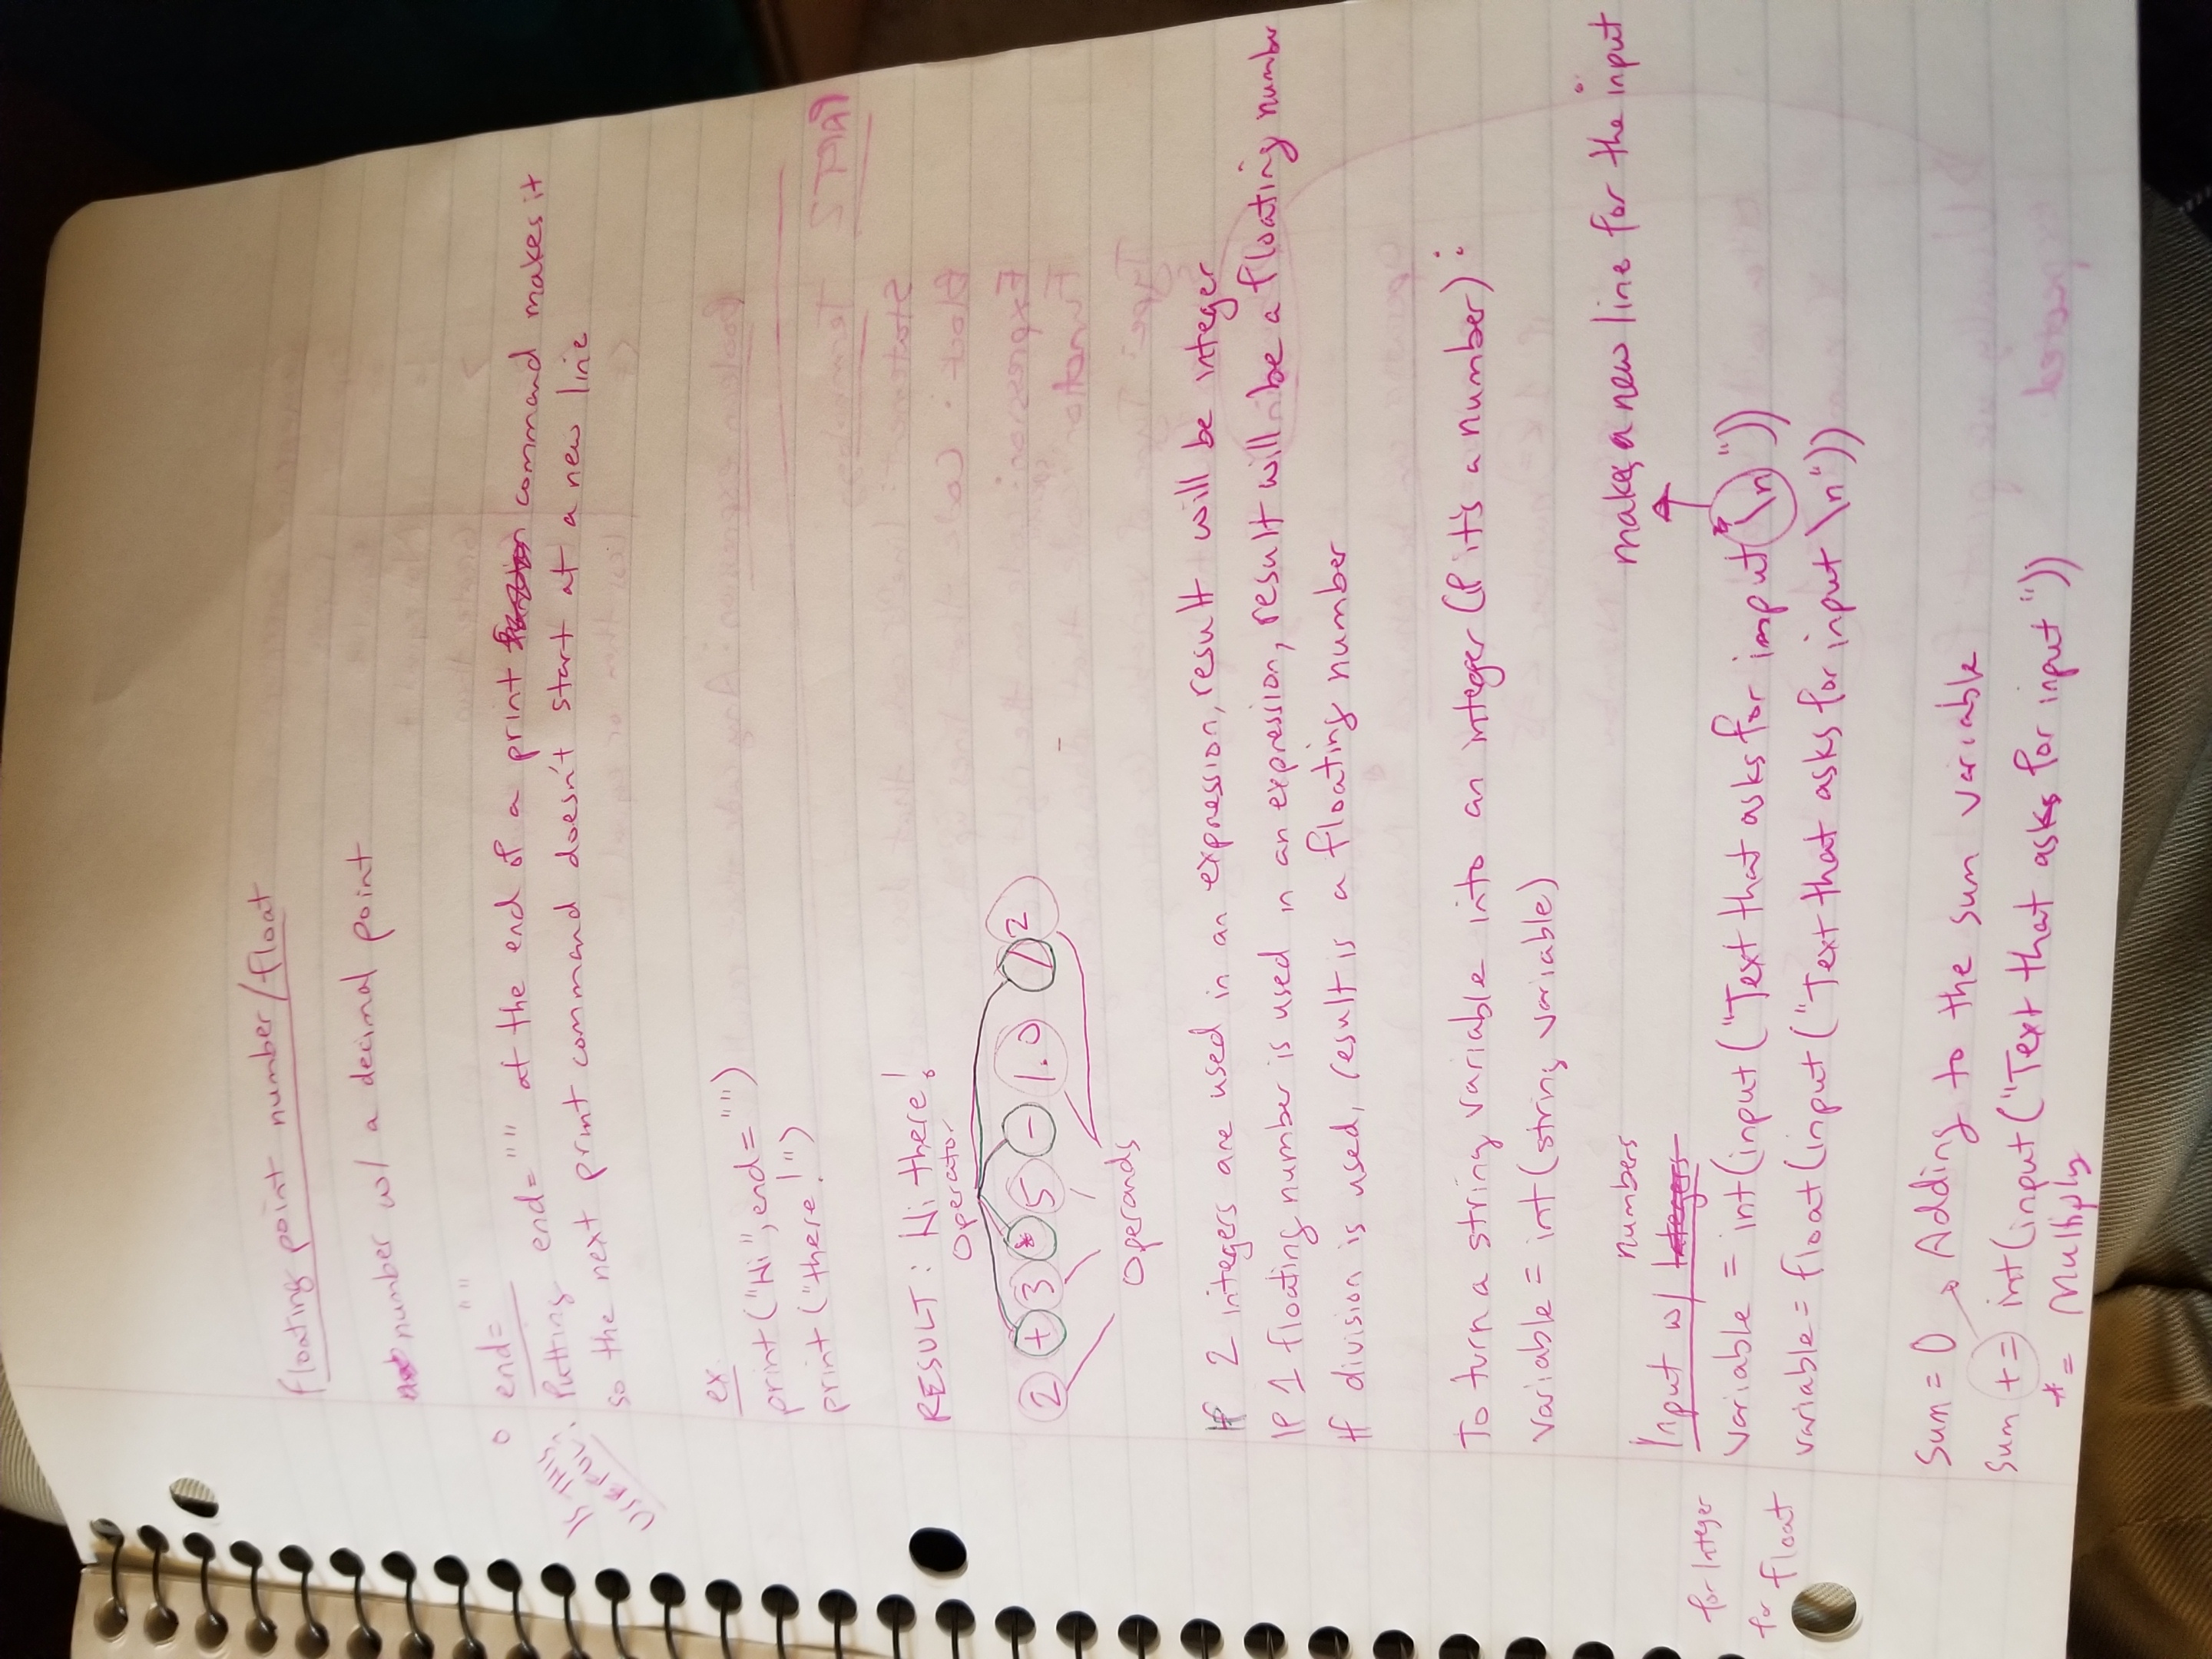 floating point number/float
number w/ a decimal point
IS THIS USEFUL?
end=""
Putting end="" at the end of a print command makes it
so the next print command doesn't start at a new line
ex
print("Hi", end="")
print("there!")
RESULT: Hi there!
Operator
2 + 3 * 5 - 1.0 / 2
Operands
If 2 integers are used in an expression, result will be integer
If 1 floating number is used in an expression, result will be a floating number
If division is used, result is a floating number
To turn a string variable into an integer (if it's a number):
variable = int(string variable)
makes a new line for the input
numbers
Input w/ Integers
for Integer
variable = int(input("Text that asks for imput \n"))
for float
variable = float(input("Text that asks for input \n"))
Sum = 0 Adding to the sum variable
Sum += int(input("Text that asks for input"))
*= Multiply